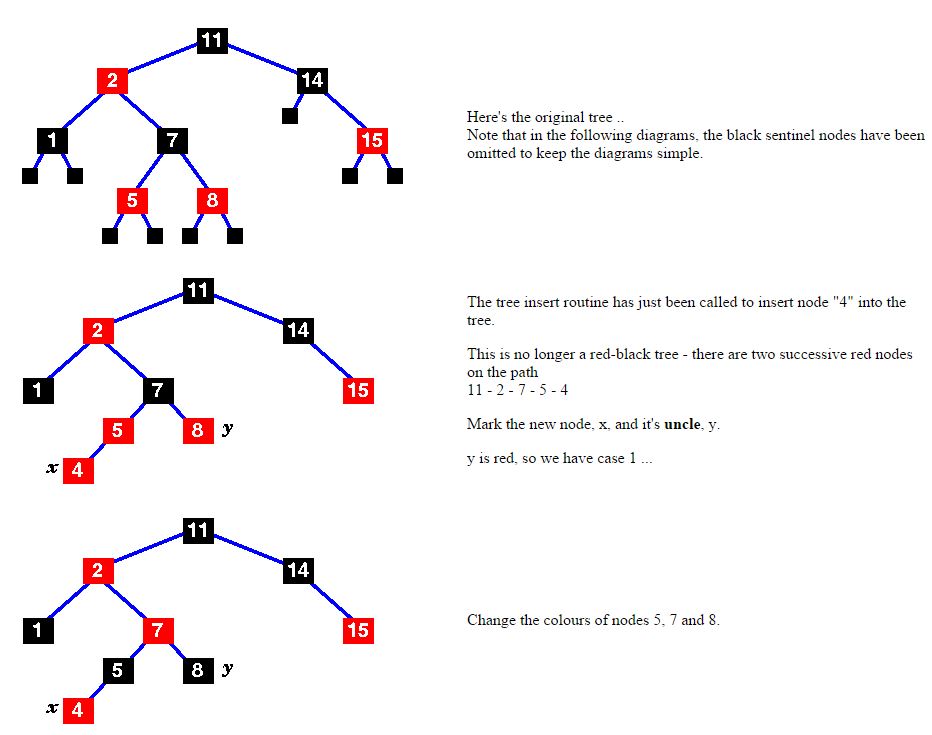 11
2
14
1
7
15
5
8
Here's the original tree ..
Note that in the following diagrams, the black sentinel nodes have been
omitted to keep the diagrams simple.
11
2
14
1
7
15
5
8
y
x
4
The tree insert routine has just been called to insert node "4" into the
tree.
This is no longer a red-black tree - there are two successive red nodes
on the path
11 - 2 - 7 - 5 - 4
Mark the new node, x, and it's uncle, y.
y is red, so we have case 1 ...
11
2
14
1
7
15
5
8
y
x
4
Change the colours of nodes 5, 7 and 8.